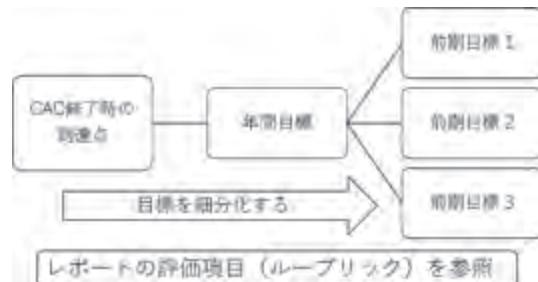 CAC終了時の
到達点
年間目標
前期目標1
前期目標2
前期目標3
目標を細分化する
レポートの評価項目(ルーブリック)を参照